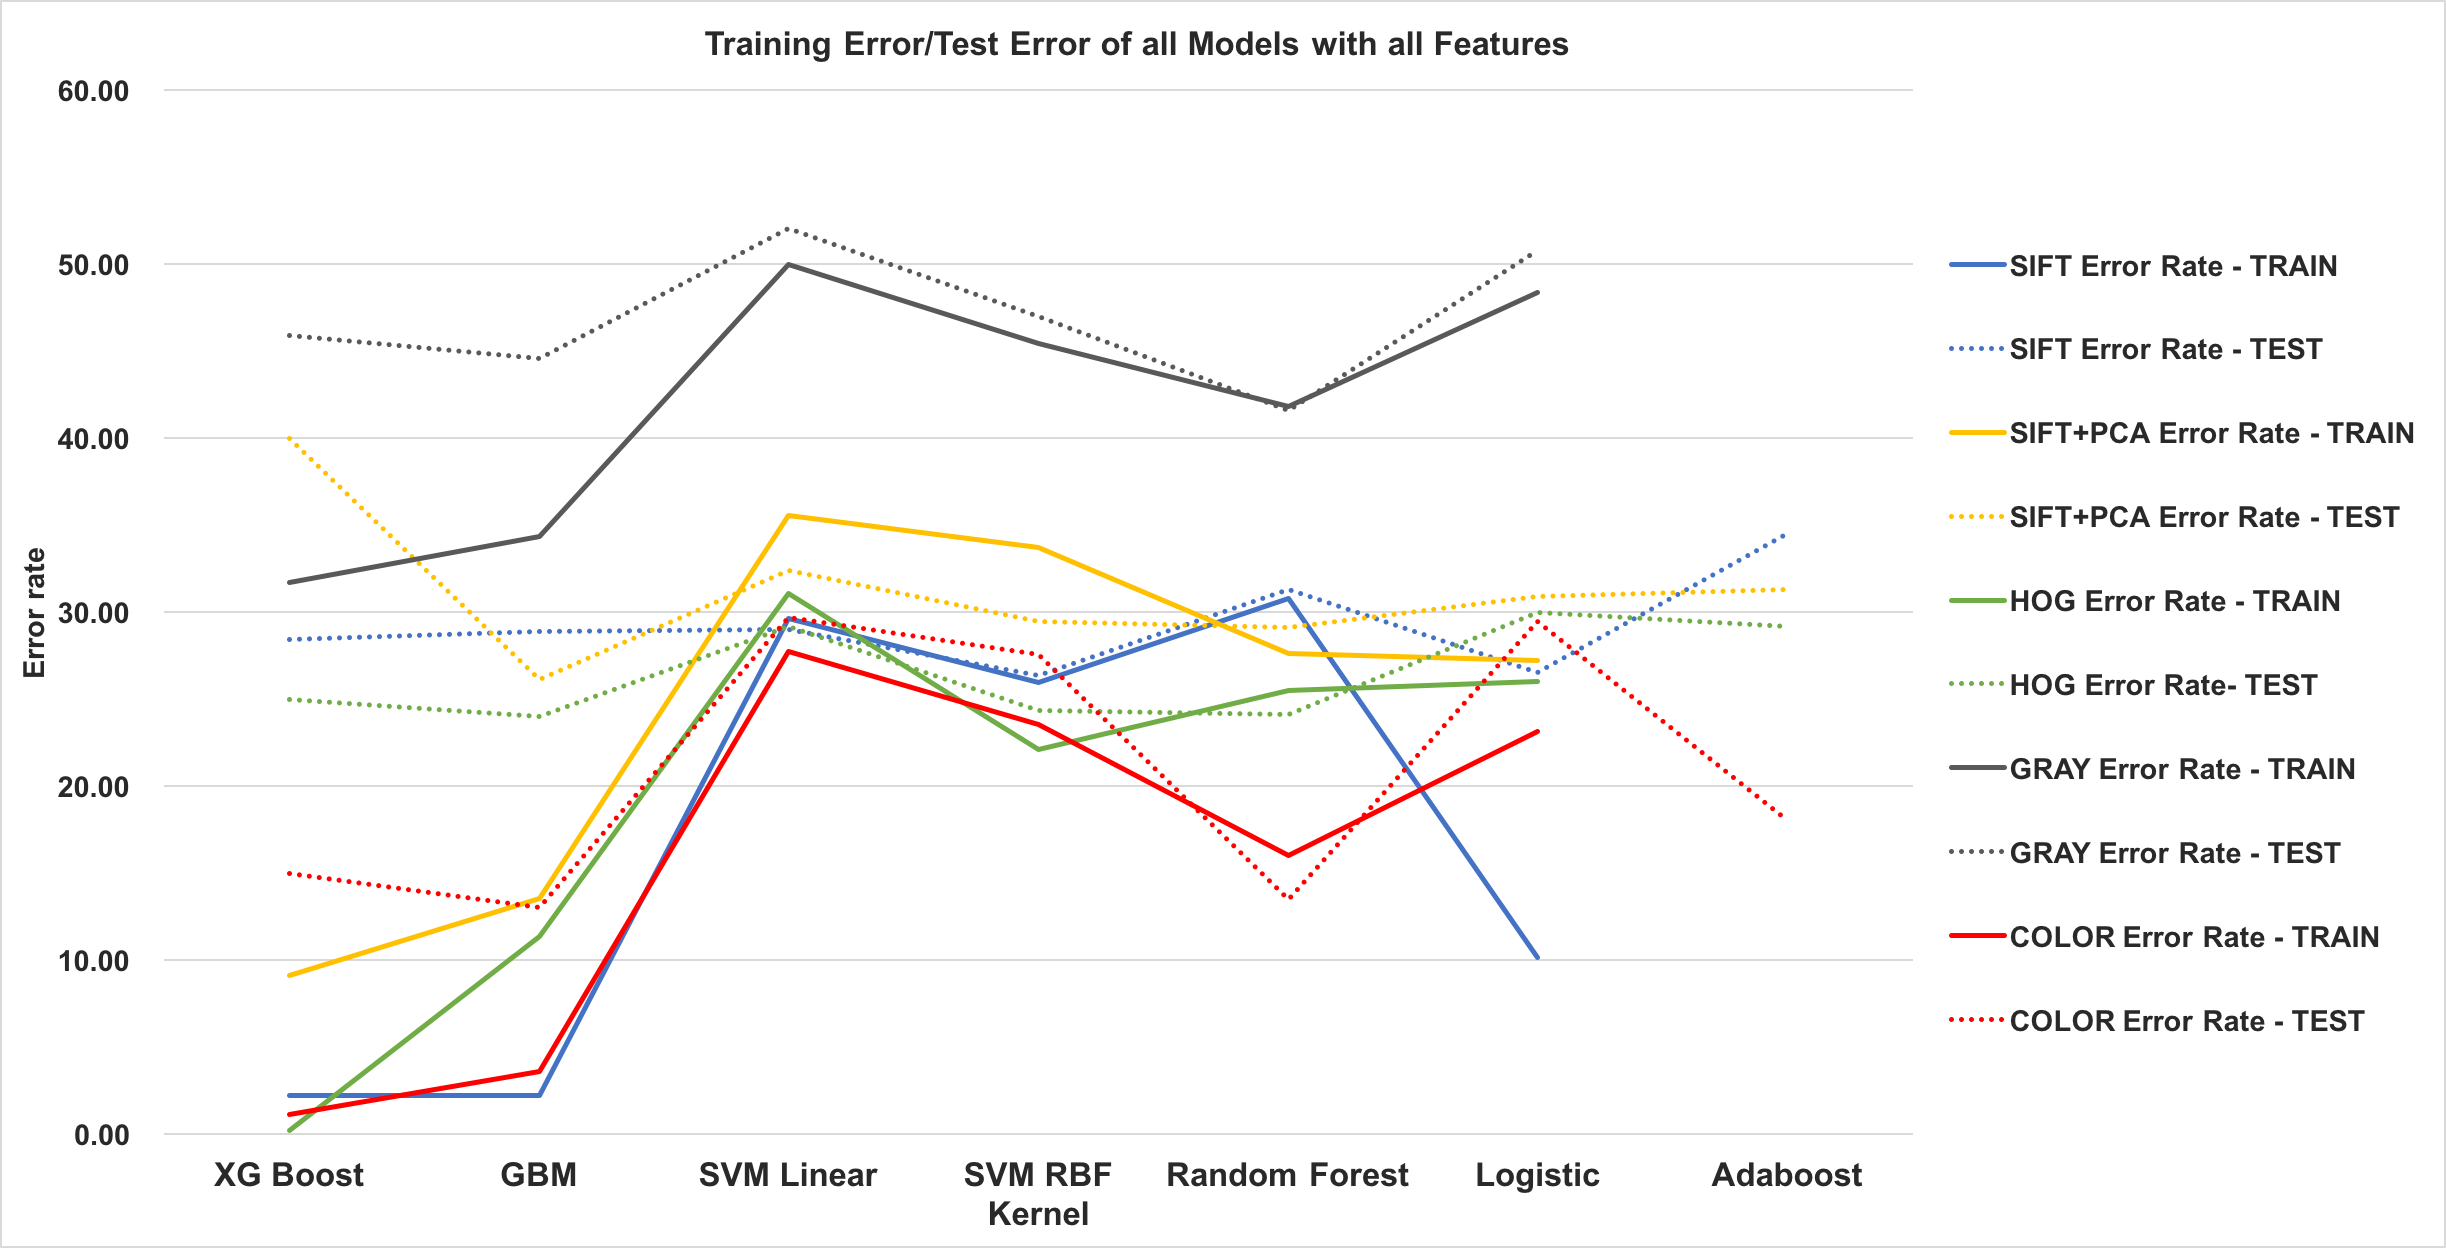 Training Error/Test Error of all Models with all Features
60.00
50.00
40.00
30.00
20.00
10.00
0.00
Error rate
XG Boost
GBM
SVM Linear
SVM RBF
Kernel
Random Forest
Logistic
Adaboost
SIFT Error Rate - TRAIN
SIFT Error Rate - TEST
SIFT+PCA Error Rate - TRAIN
SIFT+PCA Error Rate - TEST
HOG Error Rate - TRAIN
HOG Error Rate- TEST
GRAY Error Rate - TRAIN
GRAY Error Rate - TEST
COLOR Error Rate - TRAIN
COLOR Error Rate - TEST